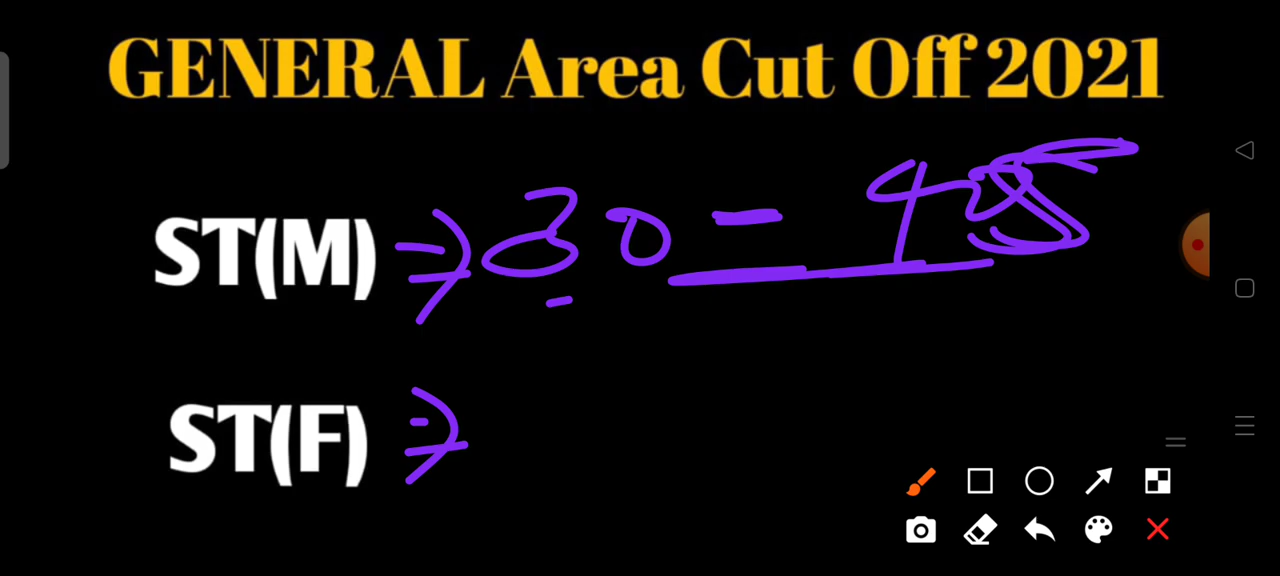 GENERAL Area Cut Off 2021
ST(M) => 30 -
ST(F) =>